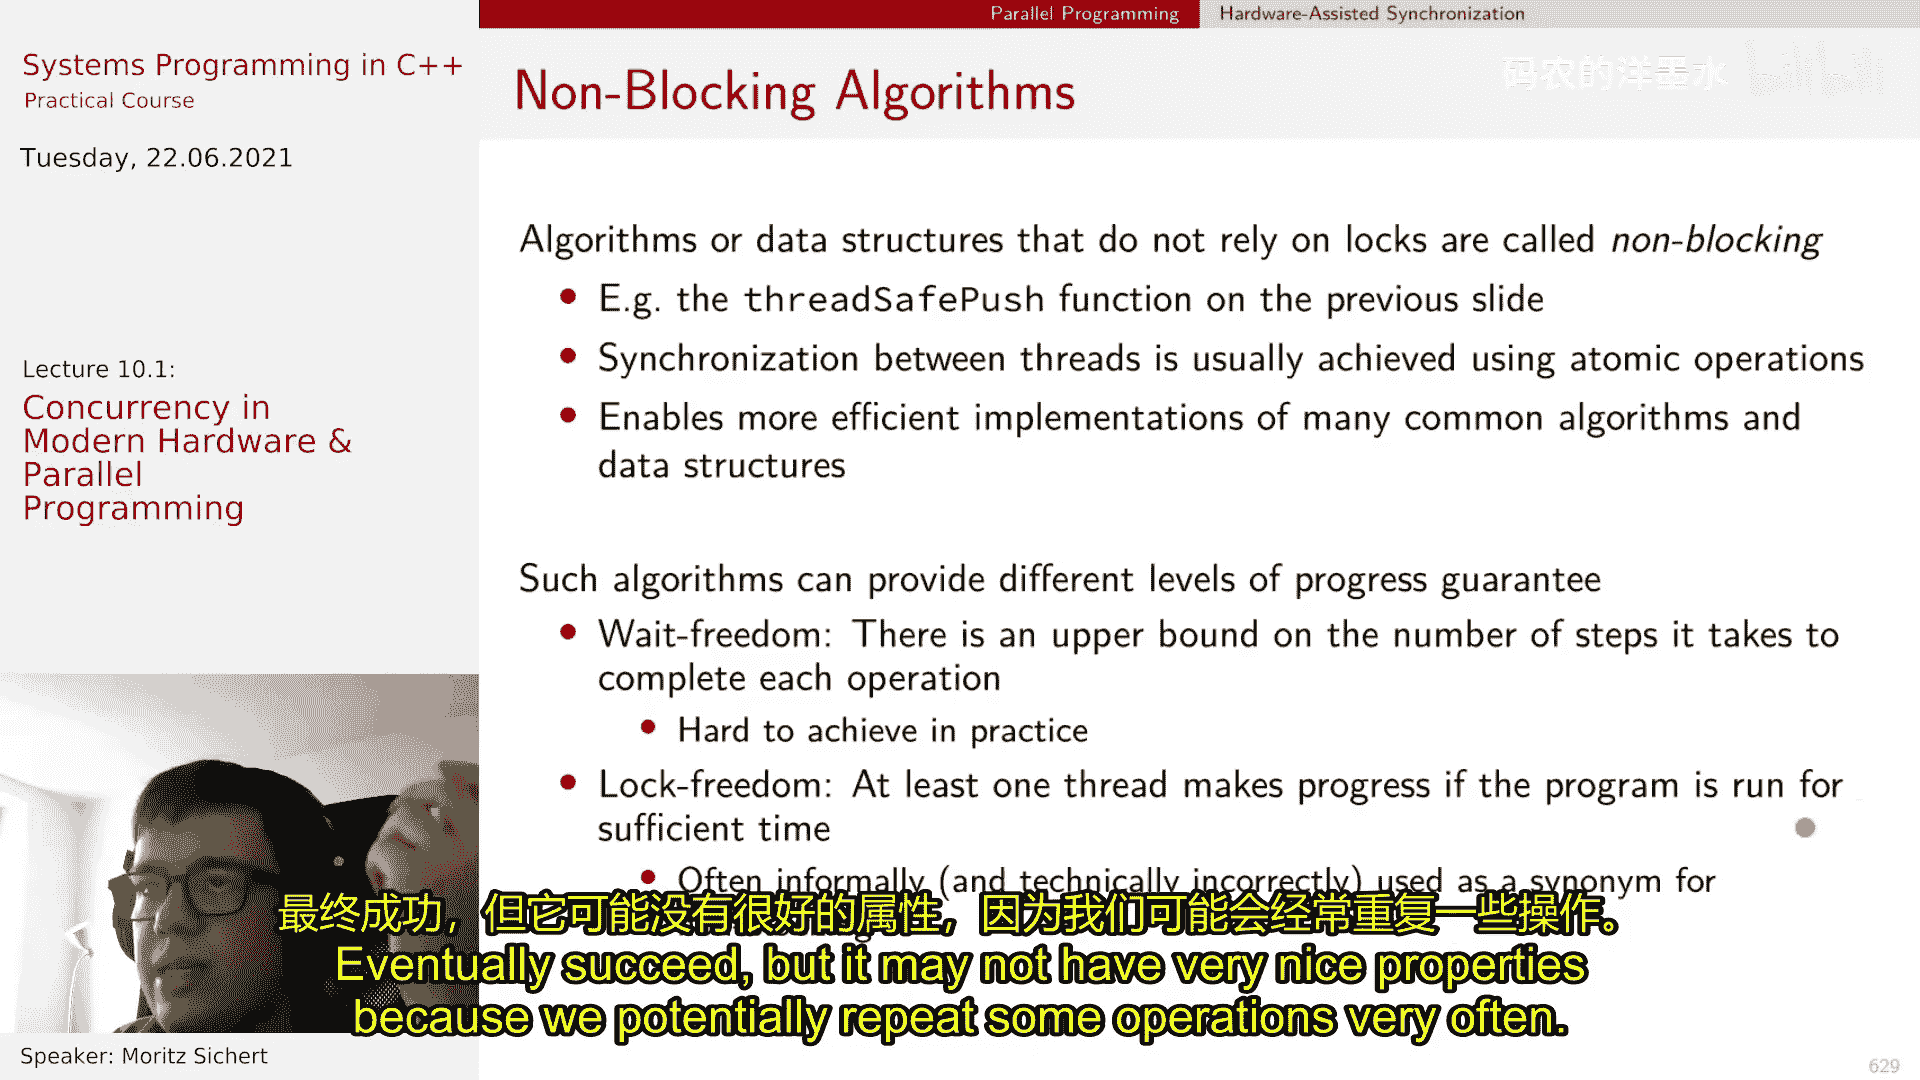 Parallel Programming
Hardware-Assisted Synchronization
Systems Programming in C++
Practical Course
Tuesday, 22.06.2021
Lecture 10.1:
Concurrency in
Modern Hardware &
Parallel
Programming
Non-Blocking Algorithms
码农的洋墨水
bilibili
Algorithms or data structures that do not rely on locks are called non-blocking
• E.g. the threadSafePush function on the previous slide
• Synchronization between threads is usually achieved using atomic operations
• Enables more efficient implementations of many common algorithms and
data structures
Such algorithms can provide different levels of progress guarantee
• Wait-freedom: There is an upper bound on the number of steps it takes to
complete each operation
• Hard to achieve in practice
• Lock-freedom: At least one thread makes progress if the program is run for
sufficient time
• Often informally (and technically incorrectly) used as a synonym for
最终成功，但它可能没有很好的属性，因为我们可能会经常重复一些操作。
Eventually succeed, but it may not have very nice properties
because we potentially repeat some operations very often.
Speaker: Moritz Sichert
629